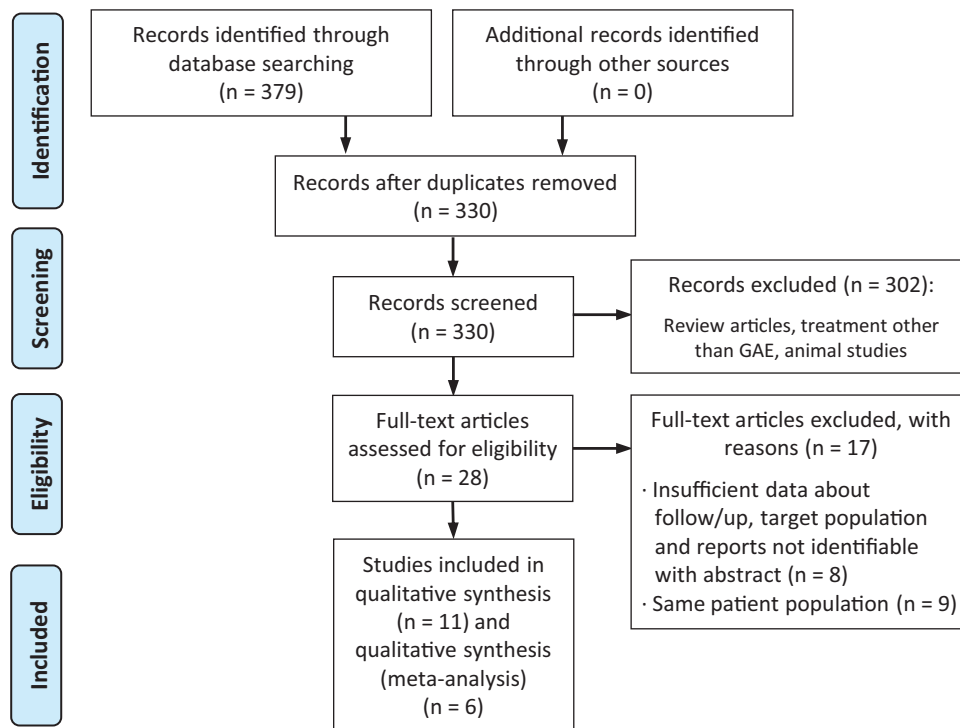 Identification
Records identified through
database searching
(n = 379)
Additional records identified
through other sources
(n = 0)
Records after duplicates removed
(n = 330)
Screening
Records screened
(n = 330)
Records excluded (n = 302):
Review articles, treatment other
than GAE, animal studies
Eligibility
Full-text articles
assessed for eligibility
(n = 28)
Full-text articles excluded, with
reasons (n = 17)
· Insufficient data about
follow/up, target population
and reports not identifiable
with abstract (n = 8)
· Same patient population (n = 9)
Included
Studies included in
qualitative synthesis
(n = 11) and
qualitative synthesis
(meta-analysis)
(n = 6)